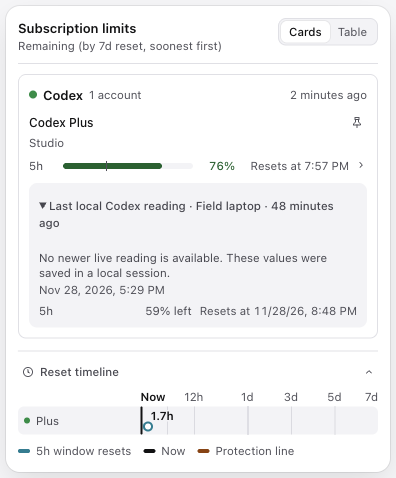 Subscription limits
Remaining (by 7d reset, soonest first)
Cards
Table
Codex 1 account
2 minutes ago
Codex Plus
Studio
5h
76%
Resets at 7:57 PM
Last local Codex reading · Field laptop · 48 minutes
ago
No newer live reading is available. These values were
saved in a local session.
Nov 28, 2026, 5:29 PM
5h
59% left
Resets at 11/28/26, 8:48 PM
Reset timeline
Now
12h
1d
3d
5d
7d
Plus
1.7h
5h window resets
Now
Protection line